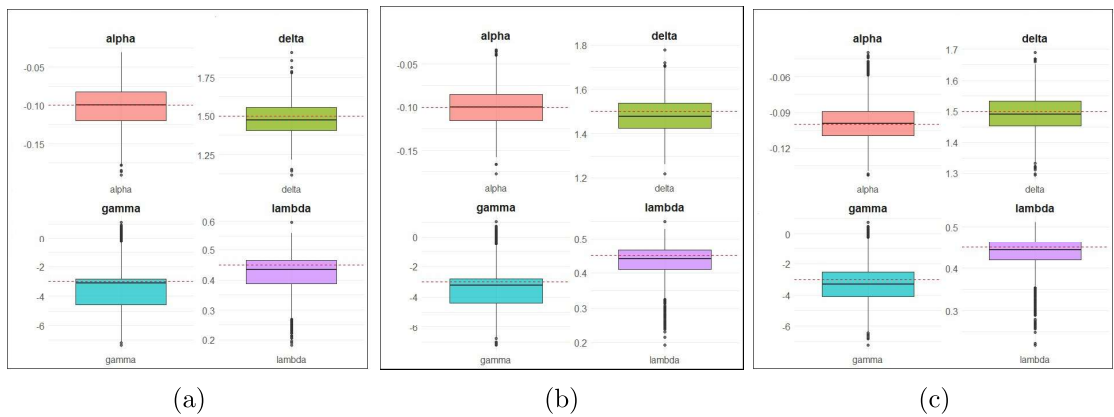 alpha
-0.05
-0.10
-0.15
alpha
delta
1.75
1.50
1.25
delta
gamma
0
-2
-4
-6
gamma
lambda
0.6
0.5
0.4
0.3
0.2
lambda
(a)
alpha
-0.05
-0.10
-0.15
alpha
delta
1.8
1.6
1.4
1.2
delta
gamma
0
-2
-4
-6
gamma
lambda
0.5
0.4
0.3
0.2
lambda
(b)
alpha
-0.06
-0.09
-0.12
alpha
delta
1.7
1.6
1.5
1.4
1.3
delta
gamma
0
-2
-4
-6
gamma
lambda
0.5
0.4
0.3
lambda
(c)